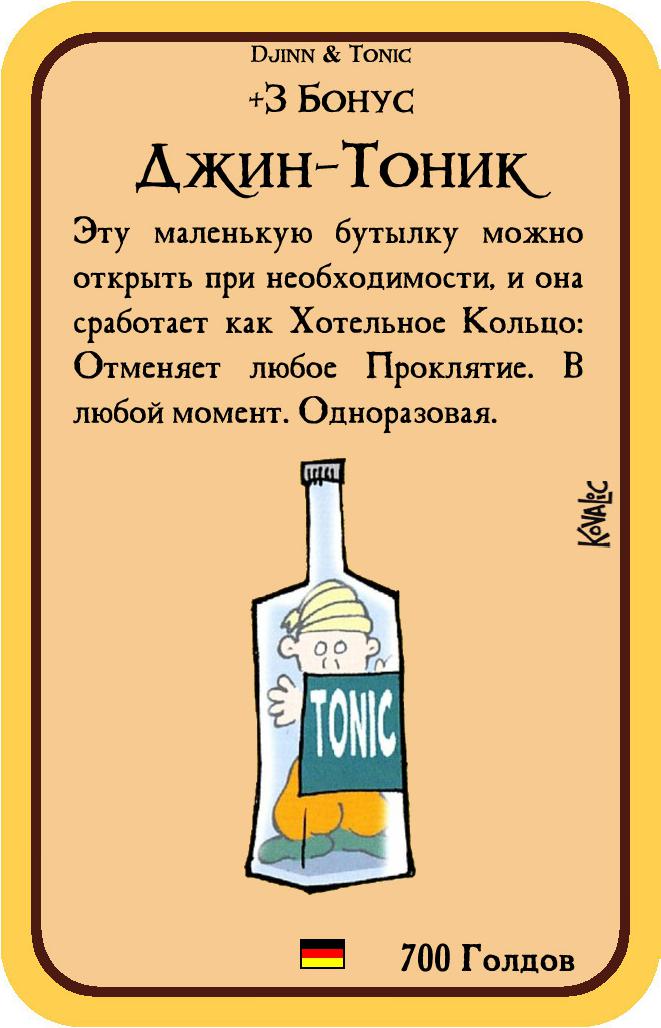 Djinn & Tonic
+3 Бонус
Джин-Тоник
Эту маленькую бутылку можно
открыть при необходимости, и она
сработает как Хотельное Кольцо:
Отменяет любое Проклятие. В
любой момент. Одноразовая.
Kovalic
TONIC
700 Голдов